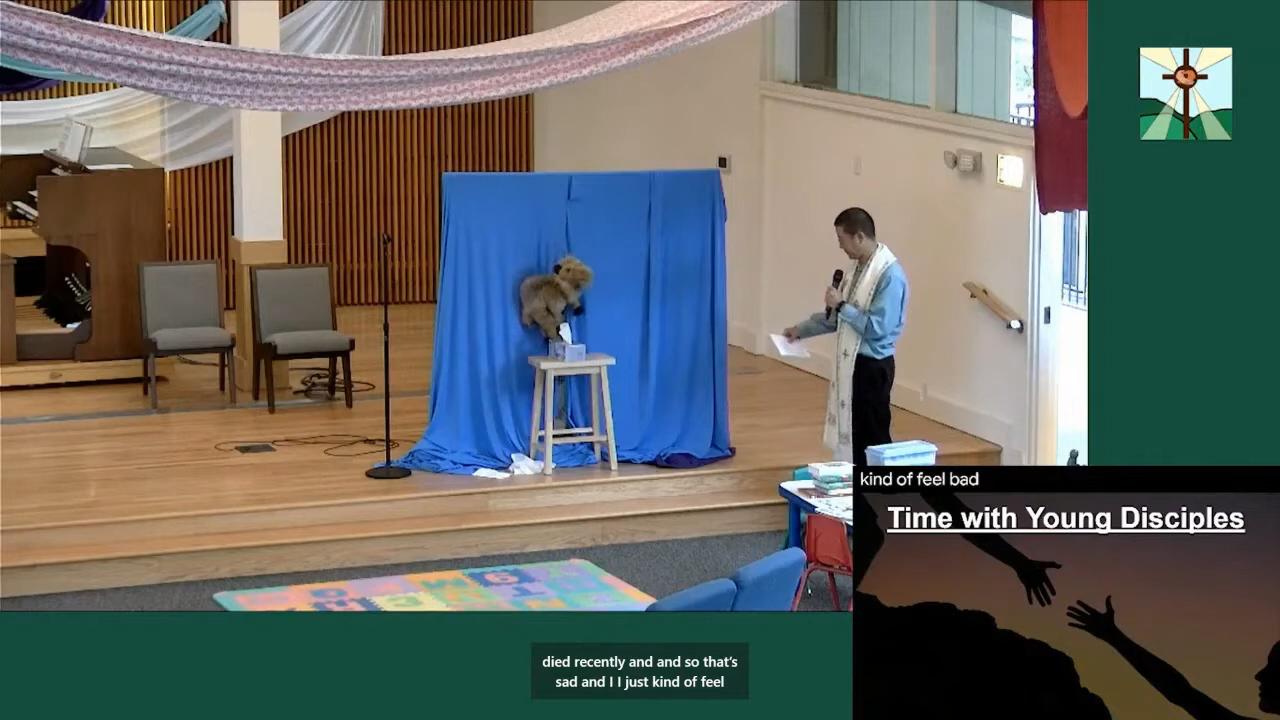 kind of feel bad
Time with Young Disciples
died recently and and so that's
sad and I I just kind of feel